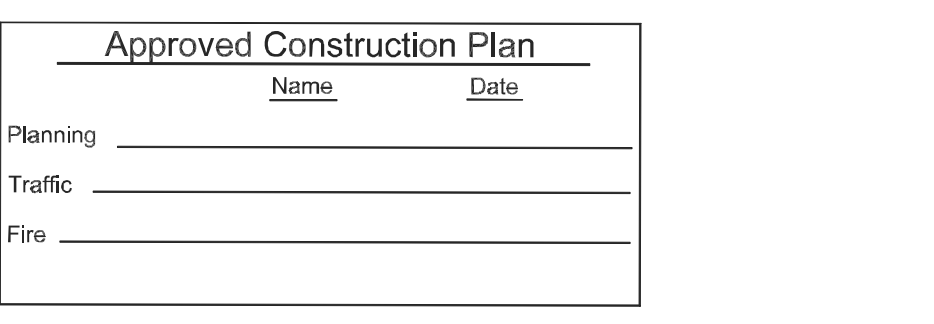 Approved Construction Plan
Name Date
Planning
Traffic
Fire